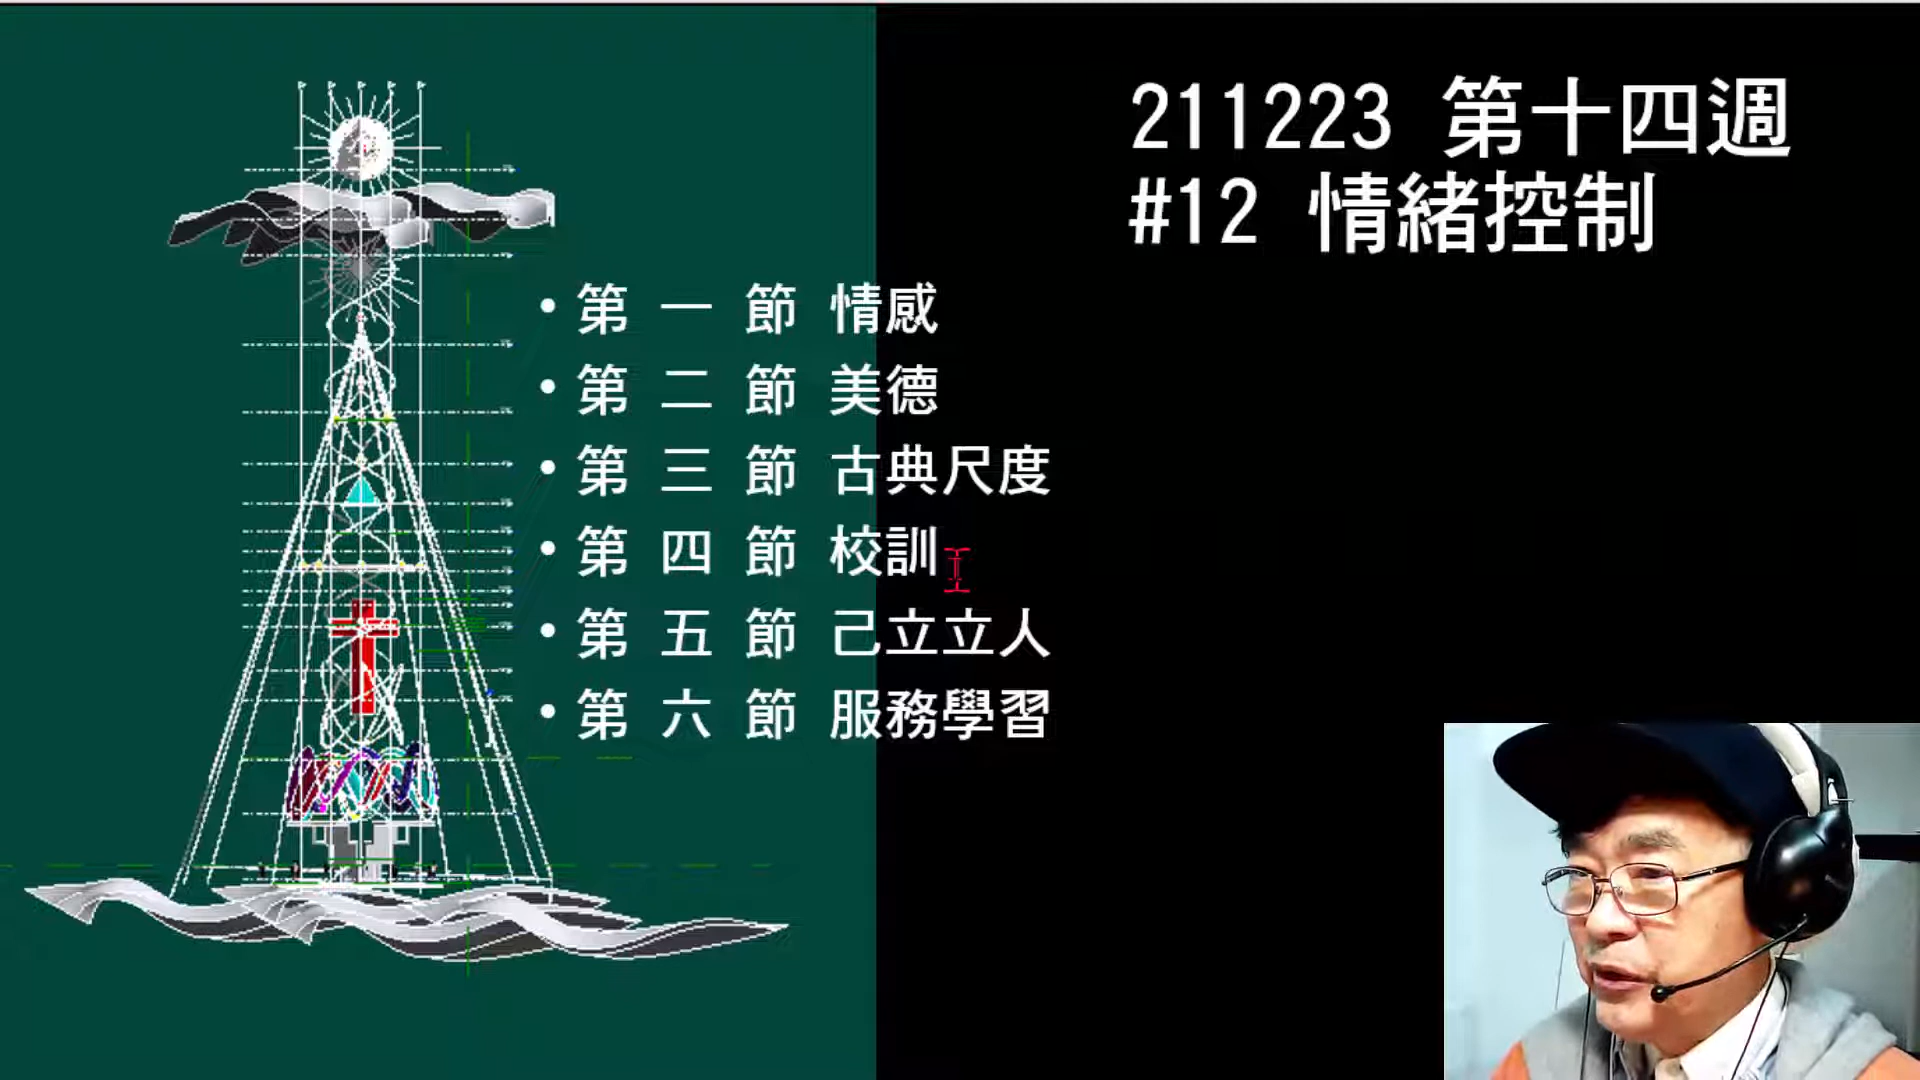 211223 第十四週
#12 情緒控制
• 第 一 節 情感
• 第 二 節 美德
• 第 三 節 古典尺度
• 第 四 節 校訓
• 第 五 節 己立立人
• 第 六 節 服務學習